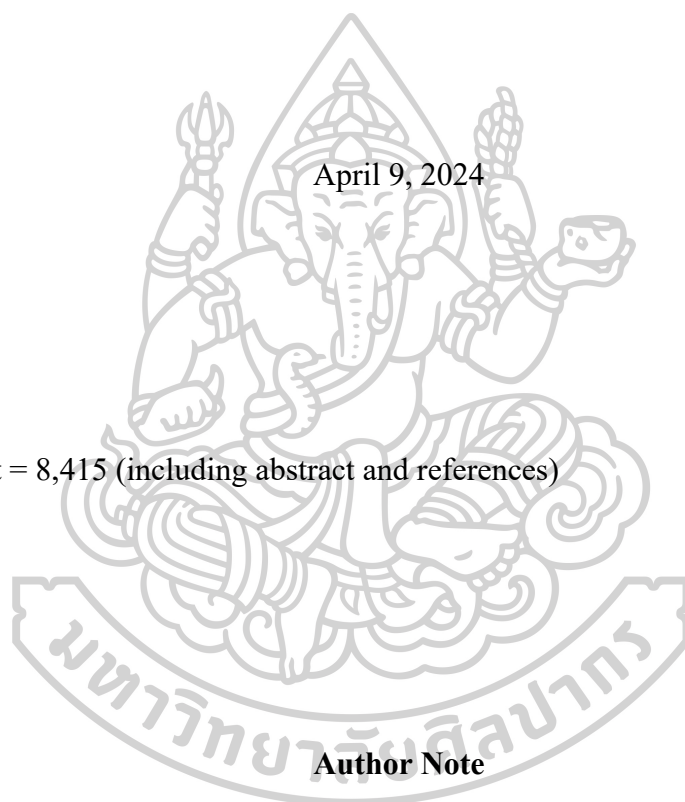 April 9, 2024
= 8,415 (including abstract and references)
มหาวิทยาลัยศิลปากร
Author Note